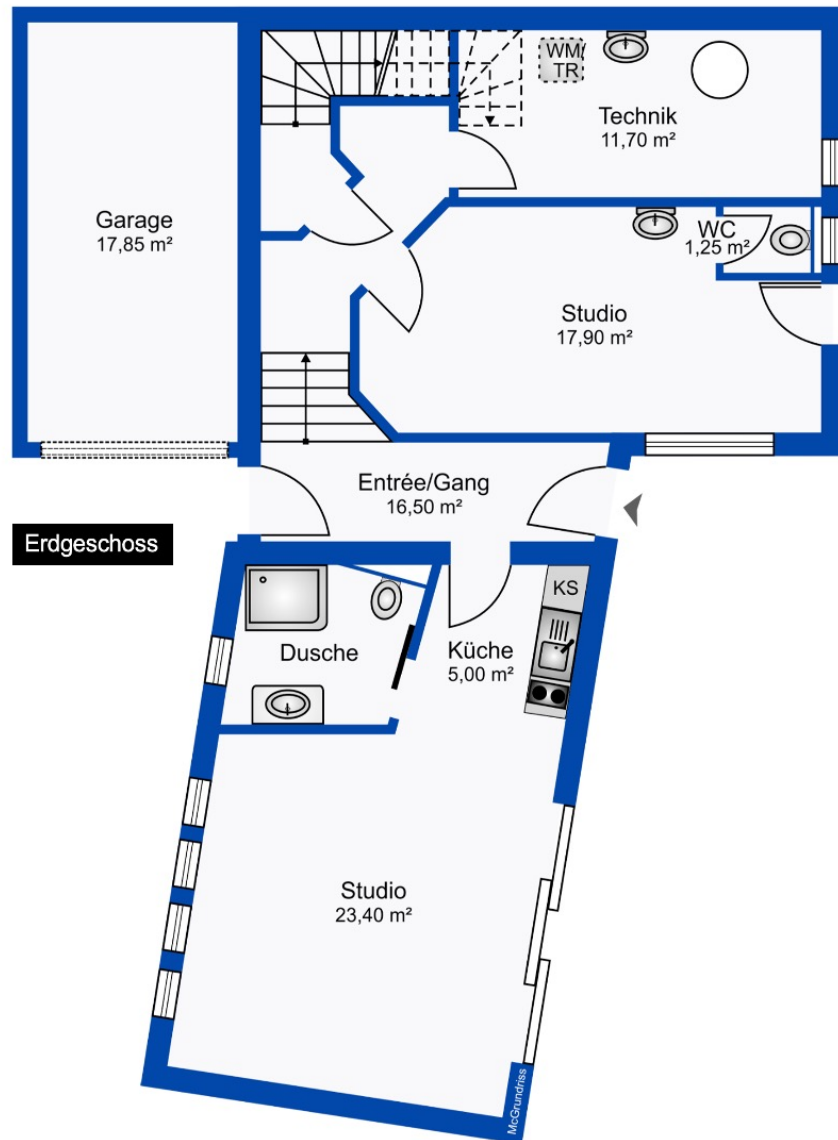 WM/
TR
Technik
11,70 m²
Garage
17,85 m²
WC
1,25 m²
Studio
17,90 m²
Entrée/Gang
16,50 m²
Erdgeschoss
KS
Dusche
Küche
5,00 m²
Studio
23,40 m²
McGrundriss